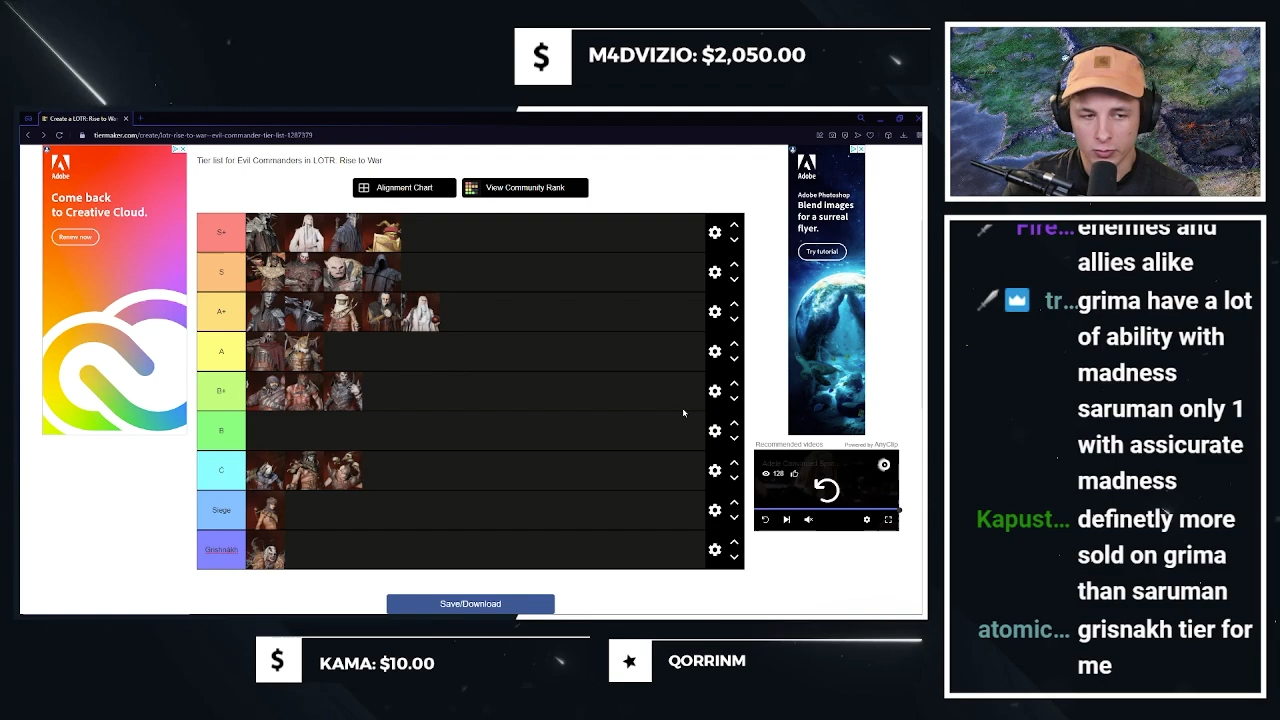 M4DVIZIO: $2,050.00
Create a LOTR: Rise to Wa
tiermaker.com/create/lotr-rise-to-war--evil-commander-tier-list-1287379
Tier list for Evil Commanders in LOTR: Rise to War
Adobe
Come back
to Creative Cloud.
Renew now
Alignment Chart
View Community Rank
Adobe
Adobe Photoshop
Blend images
for a surreal
flyer.
Try tutorial
S+
S
A+
A
B+
B
C
Siege
Grishnákh
Recommended videos
Powered by AnyClip
128
Save/Download
Fire... enemies and
allies alike
tr... grima have a lot
of ability with
madness
saruman only 1
with assicurate
madness
Kapust... definetly more
sold on grima
than saruman
atomic... grisnakh tier for
me
KAMA: $10.00
QORRINM